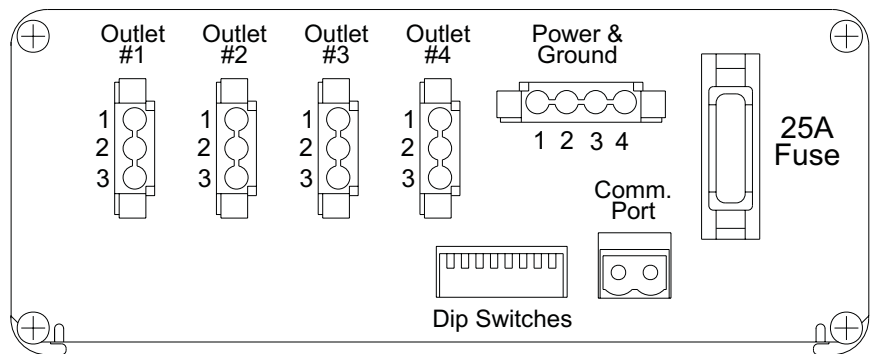 Outlet
#1
Outlet
#2
Outlet
#3
Outlet
#4
Power &
Ground
1
2
3
1
2
3
1
2
3
1
2
3
1 2 3 4
25A
Fuse
Comm.
Port
Dip Switches